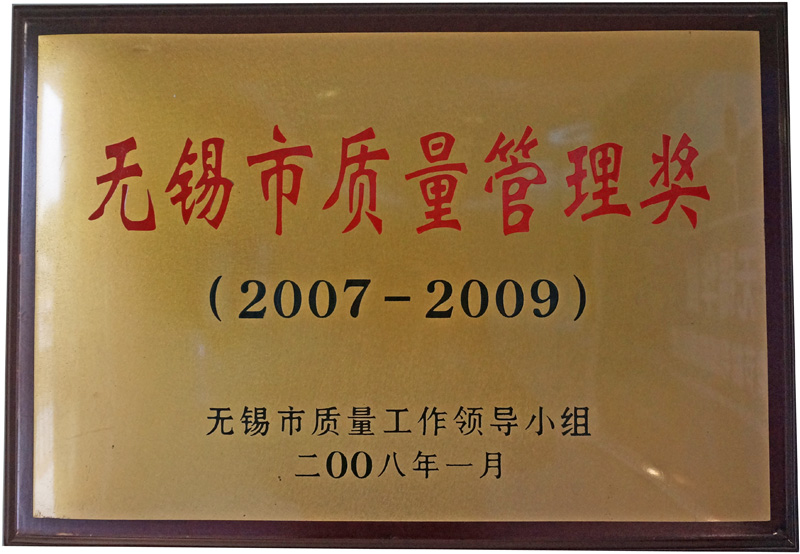 无锡市质量管理奖
（2007－2009）
无锡市质量工作领导小组
二00八年一月